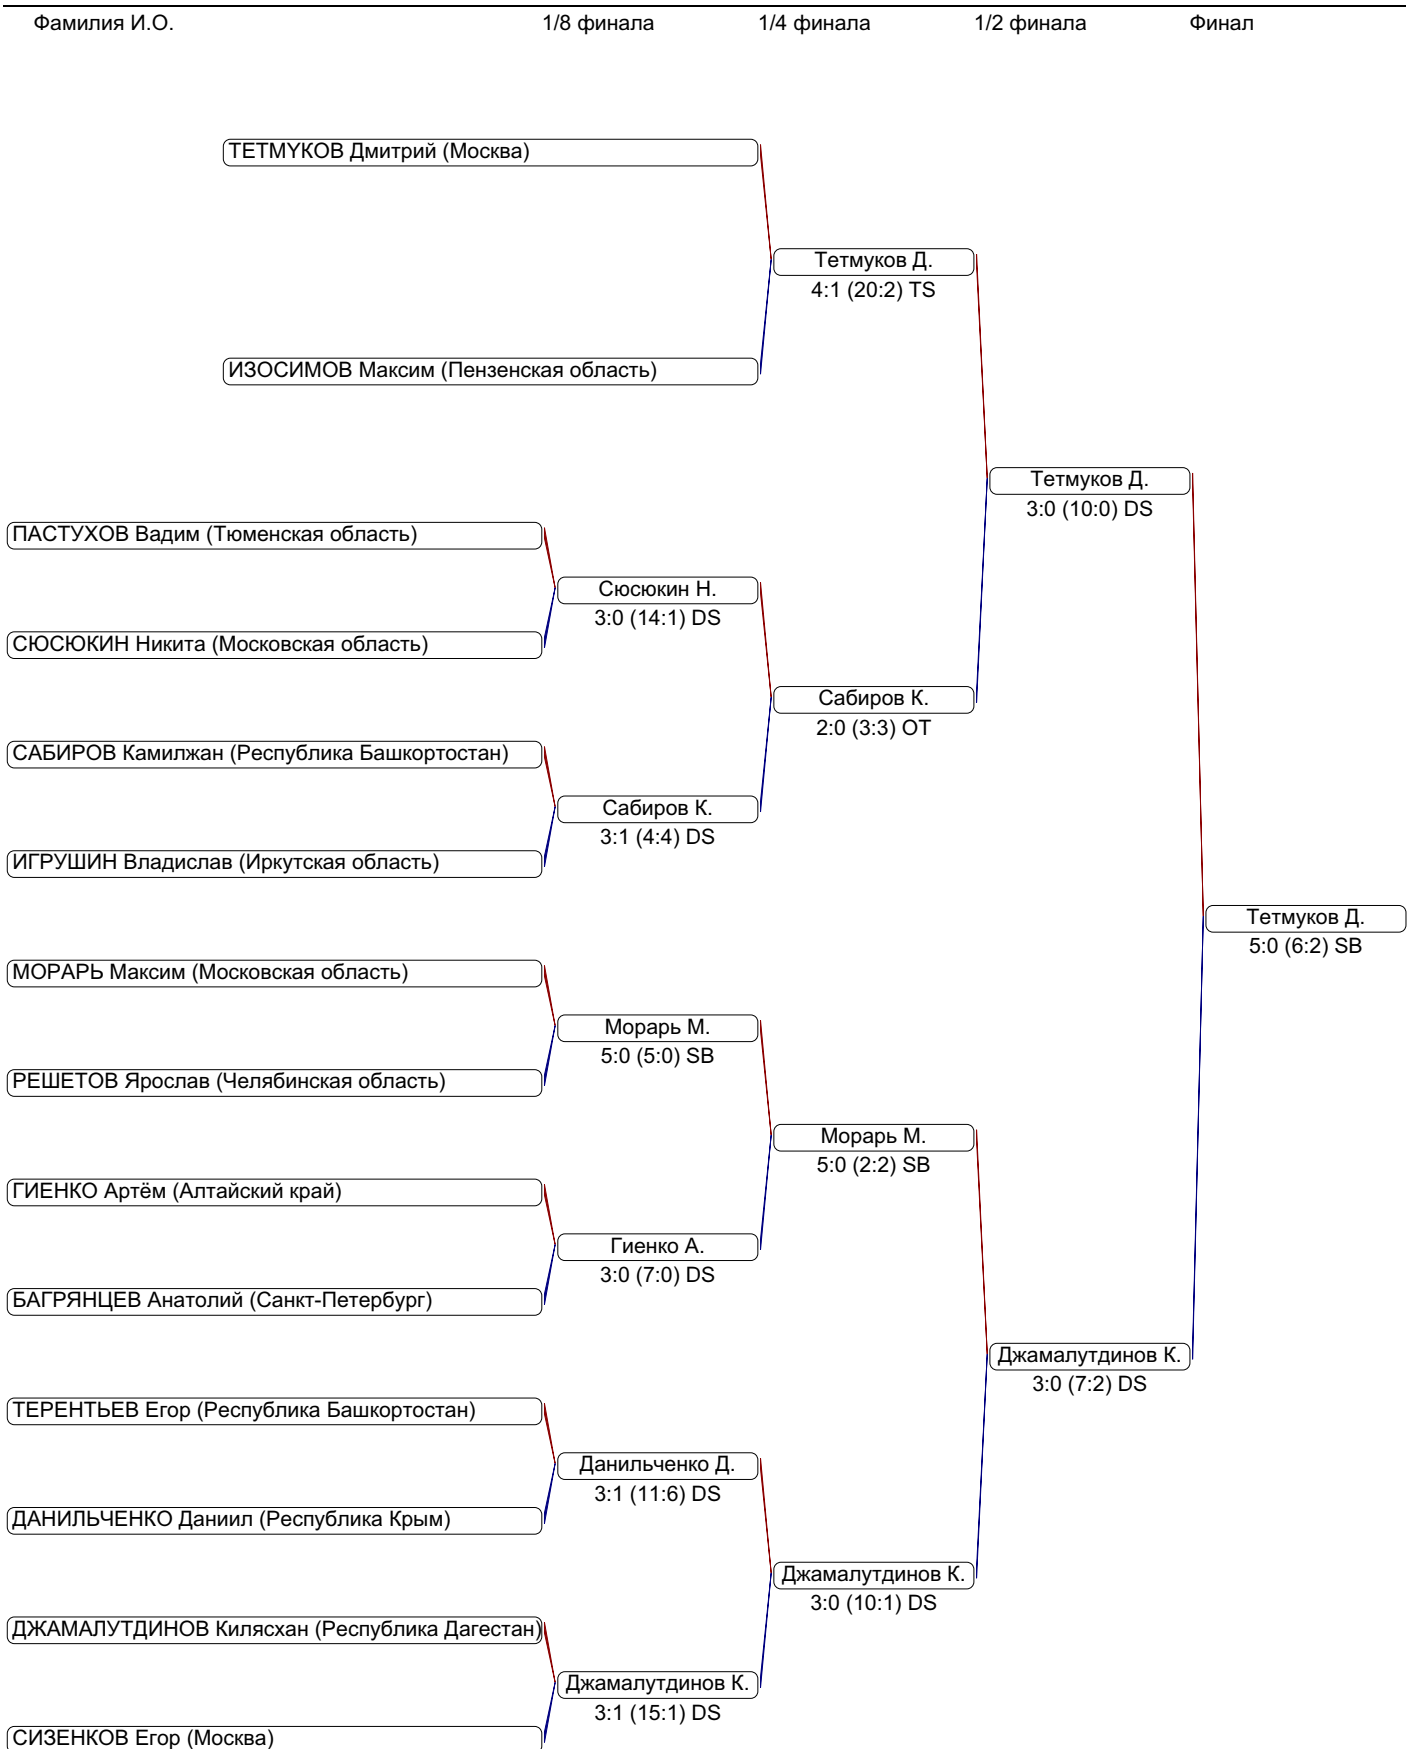 Фамилия И.О. 1/8 финала 1/4 финала 1/2 финала Финал
ТЕТМУКОВ Дмитрий (Москва)
Тетмуков Д.
4:1 (20:2) TS
ИЗОСИМОВ Максим (Пензенская область)
Тетмуков Д.
3:0 (10:0) DS
ПАСТУХОВ Вадим (Тюменская область)
Сюсюкин Н.
3:0 (14:1) DS
СЮСЮКИН Никита (Московская область)
Сабиров К.
2:0 (3:3) OT
САБИРОВ Камилжан (Республика Башкортостан)
Сабиров К.
3:1 (4:4) DS
ИГРУШИН Владислав (Иркутская область)
Тетмуков Д.
5:0 (6:2) SB
МОРАРЬ Максим (Московская область)
Морарь М.
5:0 (5:0) SB
РЕШЕТОВ Ярослав (Челябинская область)
Морарь М.
5:0 (2:2) SB
ГИЕНКО Артём (Алтайский край)
Гиенко А.
3:0 (7:0) DS
БАГРЯНЦЕВ Анатолий (Санкт-Петербург)
Джамалутдинов К.
3:0 (7:2) DS
ТЕРЕНТЬЕВ Егор (Республика Башкортостан)
Данильченко Д.
3:1 (11:6) DS
ДАНИЛЬЧЕНКО Даниил (Республика Крым)
Джамалутдинов К.
3:0 (10:1) DS
ДЖАМАЛУТДИНОВ Килясхан (Республика Дагестан)
Джамалутдинов К.
3:1 (15:1) DS
СИЗЕНКОВ Егор (Москва)